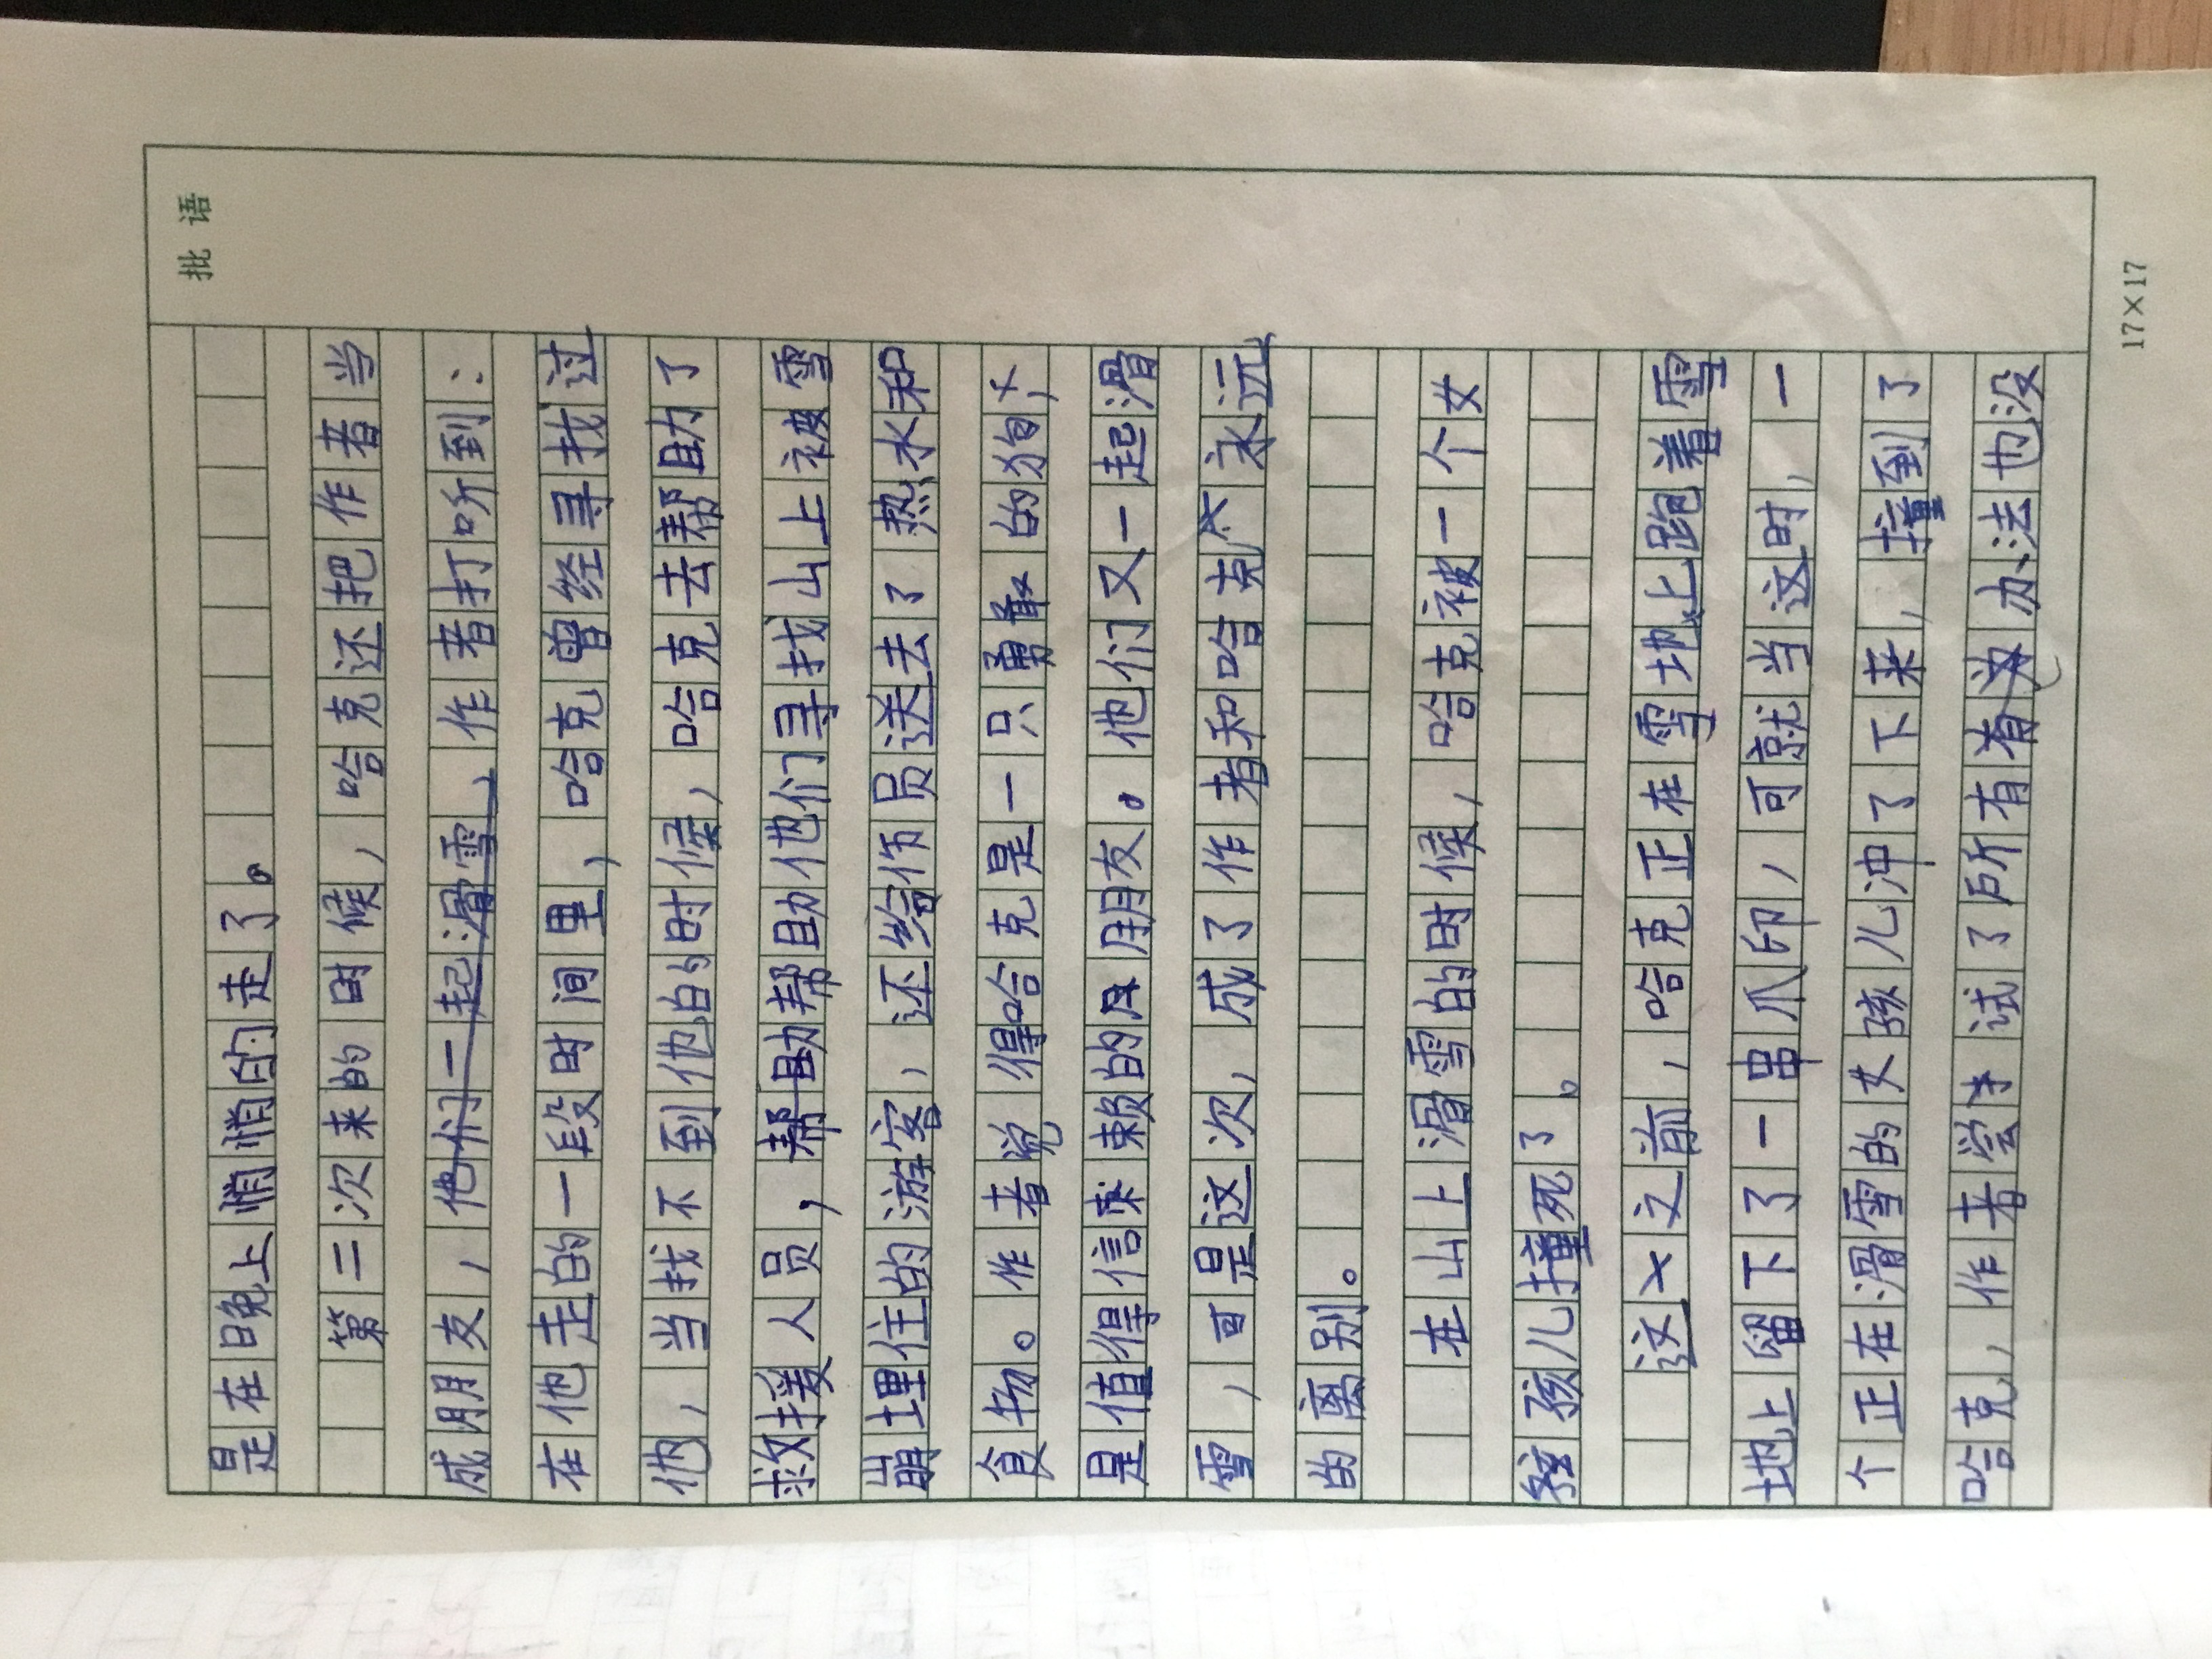 批语
是在晚上悄悄的走了。
第二次来的时候，哈克还把作者当
成朋友，他们一起滑雪，作者打听到：
在他走的一段时间里，哈克曾经寻找过
他，当找不到他的时候，哈克去帮助了
救援人员，帮助帮助他们寻找山上被雪
崩埋住的游客，还给伤员送去了热水和
食物。作者觉得哈克是一只勇敢的狗，
是值得信赖的朋友。他们又一起滑
雪，可是这次，成了作者和哈克永远
的离别。
在山上滑雪的时候，哈克被一个女
孩儿撞死了。
这之前，哈克正在雪地上跑着雪
地上留下了一串爪印，可就当这时，一
个正在滑雪的女孩儿冲了下来，撞到了
哈克，作者尝试了所有办法也没
17×17